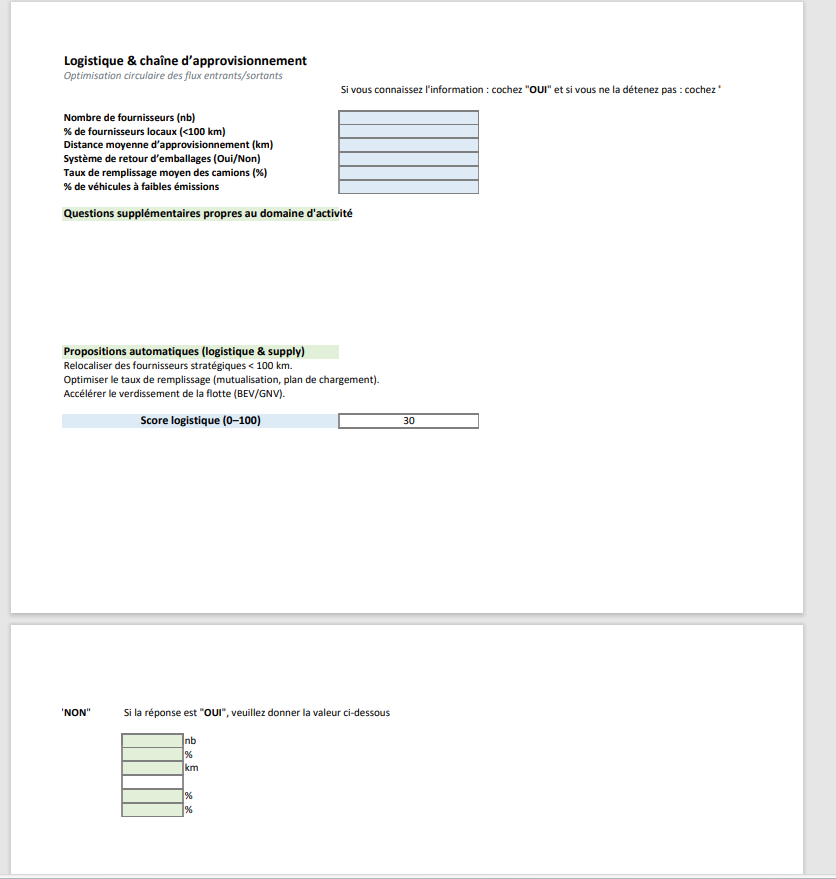 Logistique & chaîne d’approvisionnement
Optimisation circulaire des flux entrants/sortants
Si vous connaissez l'information : cochez "OUI" et si vous ne la détenez pas : cochez "
Nombre de fournisseurs (nb)
% de fournisseurs locaux (<100 km)
Distance moyenne d’approvisionnement (km)
Système de retour d’emballages (Oui/Non)
Taux de remplissage moyen des camions (%)
% de véhicules à faibles émissions
Questions supplémentaires propres au domaine d'activité
Propositions automatiques (logistique & supply)
Relocaliser des fournisseurs stratégiques < 100 km.
Optimiser le taux de remplissage (mutualisation, plan de chargement).
Accélérer le verdissement de la flotte (BEV/GNV).
Score logistique (0–100) 30
"NON" Si la réponse est "OUI", veuillez donner la valeur ci-dessous
nb
%
km
%
%